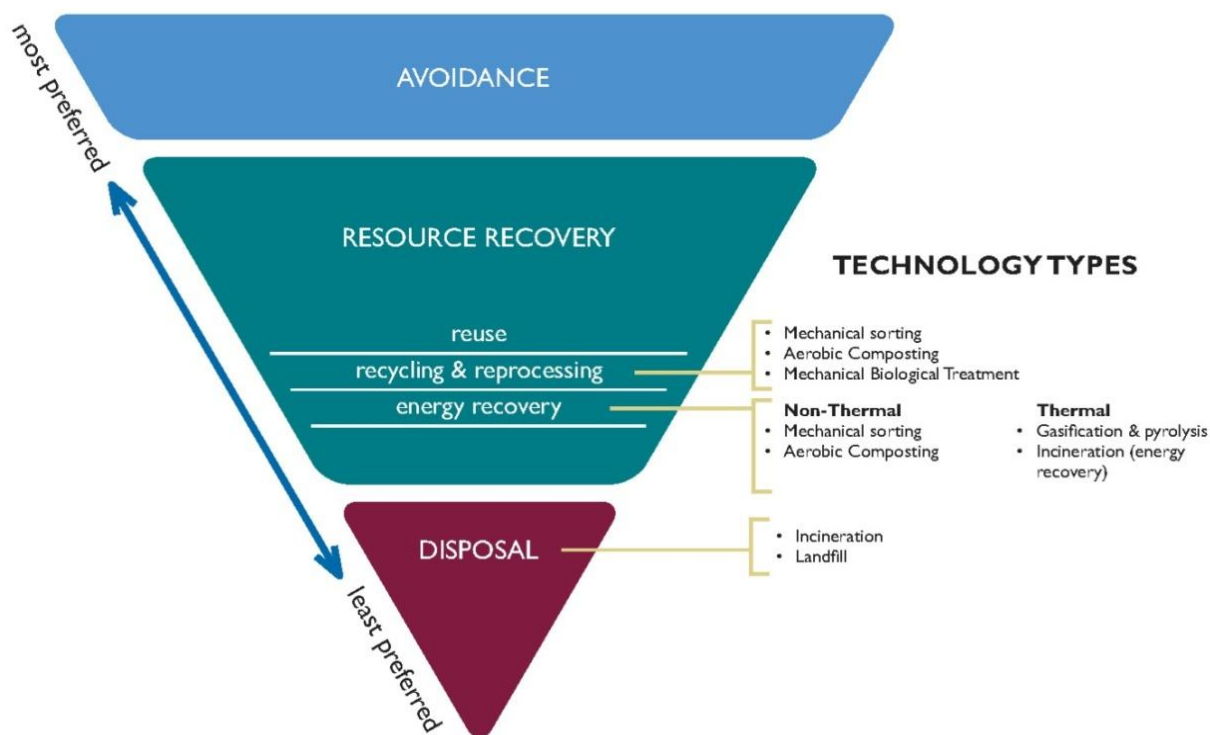 most preferred
AVOIDANCE
RESOURCE RECOVERY
reuse
recycling & reprocessing
energy recovery
DISPOSAL
least preferred
TECHNOLOGY TYPES
• Mechanical sorting
• Aerobic Composting
• Mechanical Biological Treatment
Non-Thermal
• Mechanical sorting
• Aerobic Composting
Thermal
• Gasification & pyrolysis
• Incineration (energy
recovery)
• Incineration
• Landfill